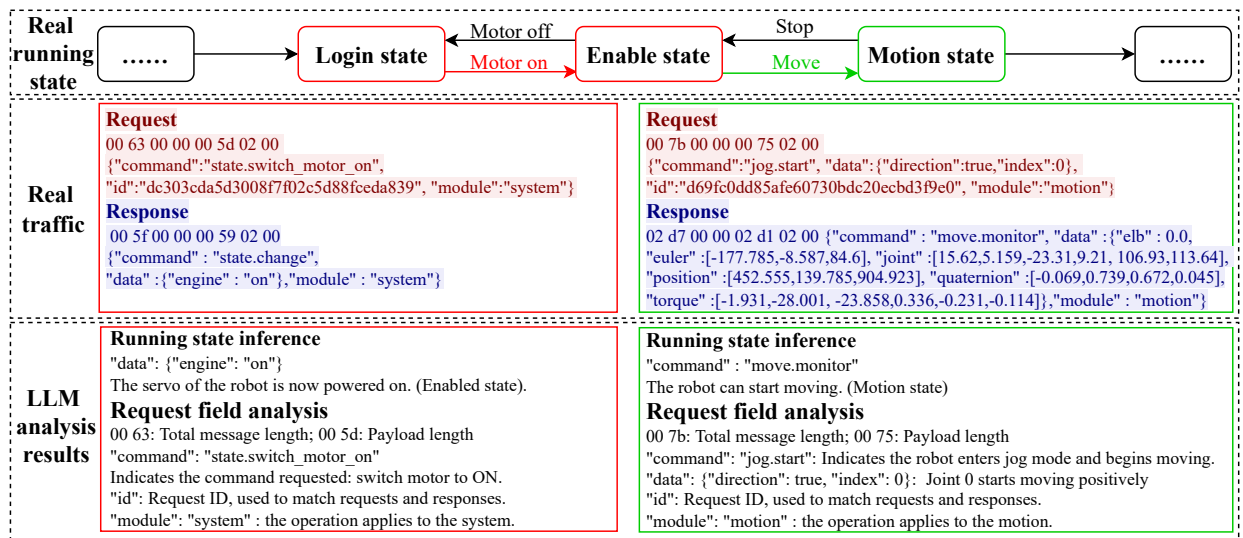 Real
running
state
......
Login state
Motor off
Motor on
Enable state
Stop
Move
Motion state
......
Real
traffic
Request
00 63 00 00 00 5d 02 00
{"command":"state.switch_motor_on",
"id":"dc303cda5d3008f7f02c5d88fceda839", "module":"system"}
Response
00 5f 00 00 00 59 02 00
{"command" : "state.change",
"data" :{"engine" : "on"},"module" : "system"}
Request
00 7b 00 00 00 75 02 00
{"command":"jog.start", "data":{"direction":true,"index":0},
"id":"d69fc0dd85afe60730bdc20ecbd3f9e0", "module":"motion"}
Response
02 d7 00 00 02 d1 02 00 {"command" : "move.monitor", "data" :{"elb" : 0.0,
"euler" :[-177.785,-8.587,84.6], "joint" :[15.62,5.159,-23.31,9.21, 106.93,113.64],
"position" :[452.555,139.785,904.923], "quaternion" :[-0.069,0.739,0.672,0.045],
"torque" :[-1.931,-28.001, -23.858,0.336,-0.231,-0.114]},"module" : "motion"}
LLM
analysis
results
Running state inference
"data": {"engine": "on"}
The servo of the robot is now powered on. (Enabled state).
Request field analysis
00 63: Total message length; 00 5d: Payload length
"command": "state.switch_motor_on"
Indicates the command requested: switch motor to ON.
"id": Request ID, used to match requests and responses.
"module": "system" : the operation applies to the system.
Running state inference
"command" : "move.monitor"
The robot can start moving. (Motion state)
Request field analysis
00 7b: Total message length; 00 75: Payload length
"command": "jog.start": Indicates the robot enters jog mode and begins moving.
"data": {"direction": true, "index": 0}: Joint 0 starts moving positively
"id": Request ID, used to match requests and responses.
"module": "motion" : the operation applies to the motion.